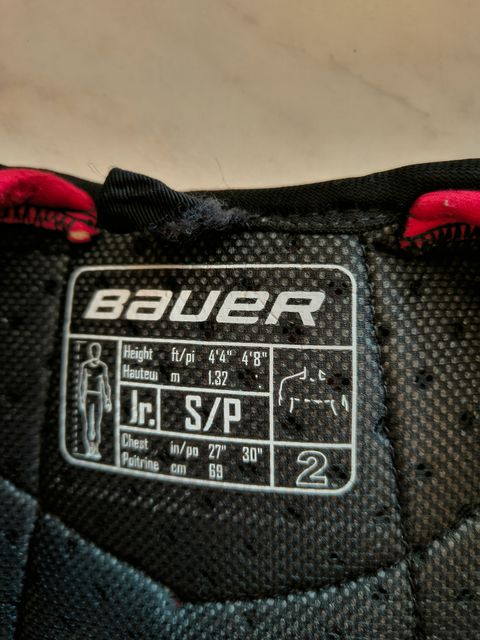 BAUER
Height ft/pi 4'4" 4'8"
Hauteur m 1.32
Jr. S/P
Chest in/po 27" 30"
Poitrine cm 69
2